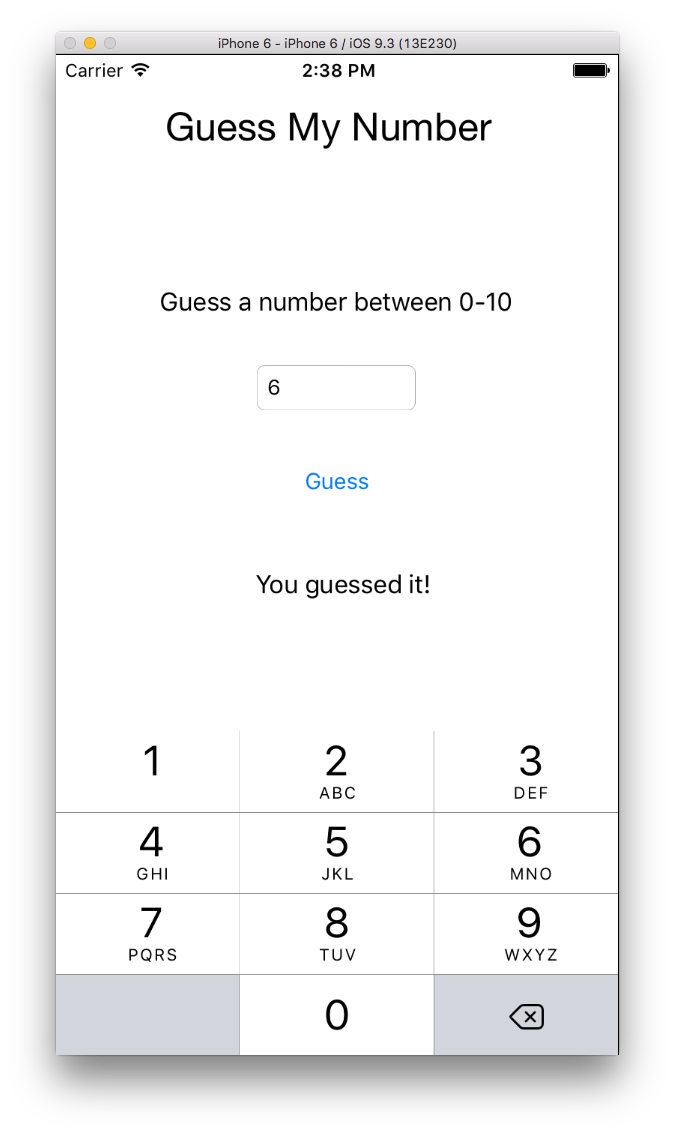 iPhone 6 - iPhone 6 / iOS 9.3 (13E230)
Carrier 2:38 PM
Guess My Number
Guess a number between 0-10
6
Guess
You guessed it!
1 2 3
ABC DEF
4 5 6
GHI JKL MNO
7 8 9
PQRS TUV WXYZ
0